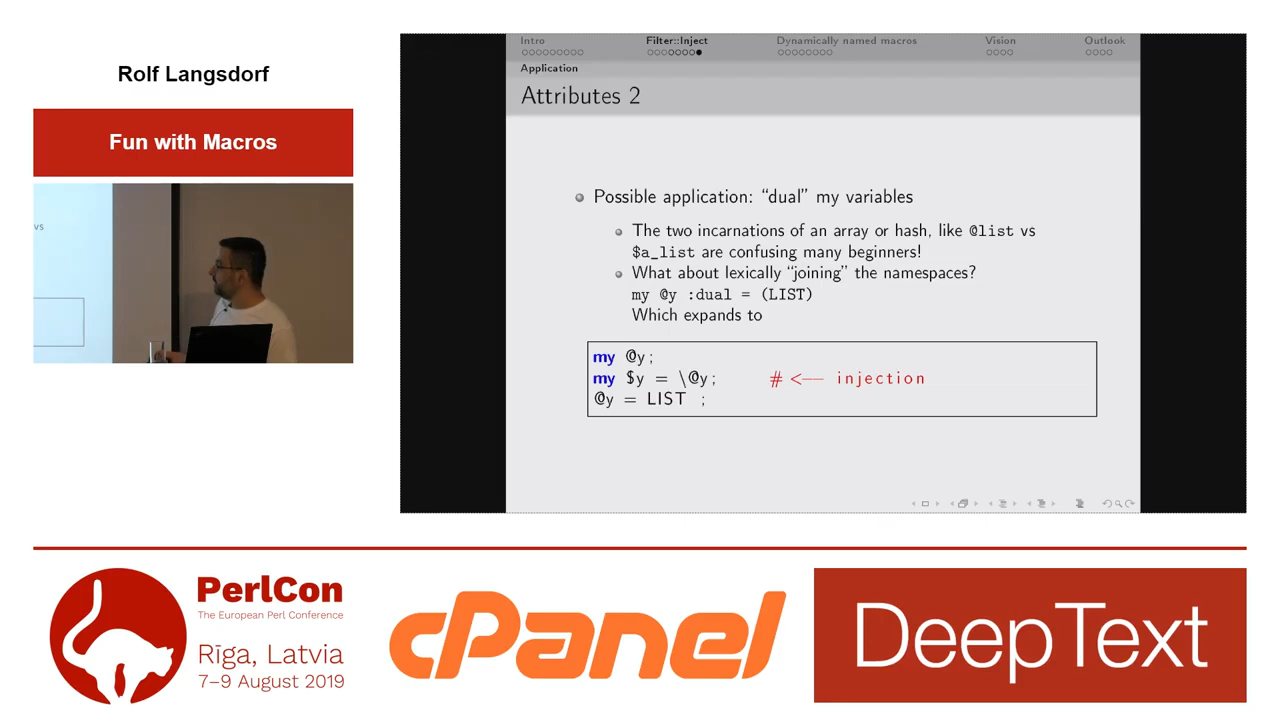 Rolf Langsdorf
Fun with Macros
vs
Intro
Filter::Inject
Dynamically named macros
Vision
Outlook
Application
Attributes 2
Possible application: “dual” my variables
The two incarnations of an array or hash, like @list vs
$a_list are confusing many beginners!
What about lexically “joining” the namespaces?
my @y :dual = (LIST)
Which expands to
my @y;
my $y = \@y; # <-- injection
@y = LIST ;
PerlCon
The European Perl Conference
Rīga, Latvia
7–9 August 2019
cPanel
DeepText